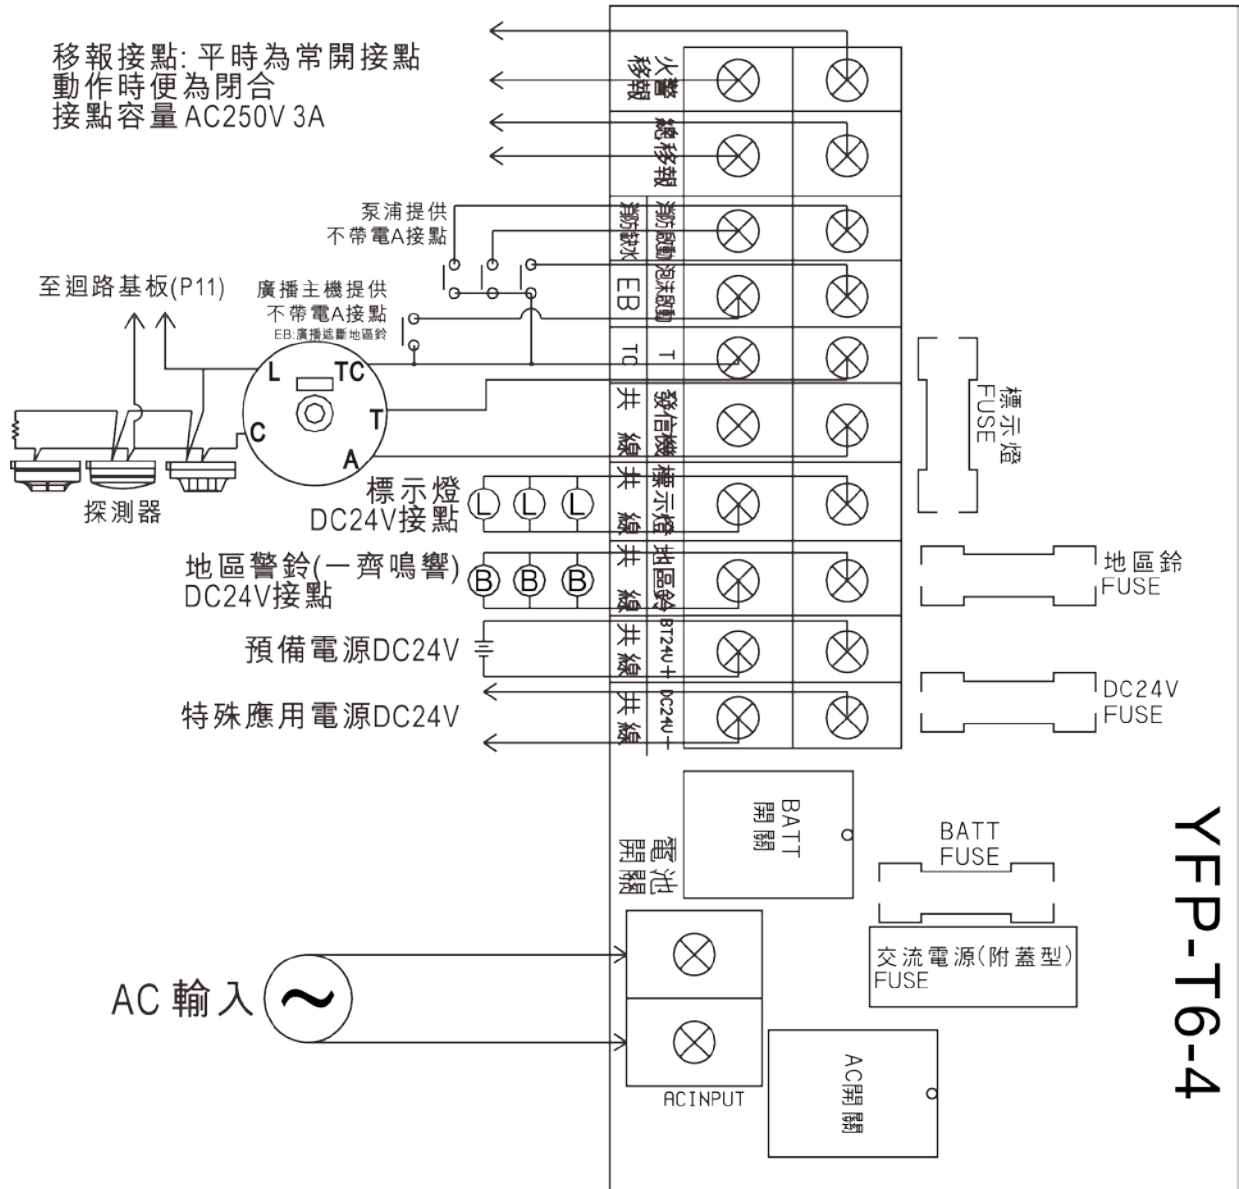 移報接點: 平時為常開接點
動作時便為閉合
接點容量 AC250V 3A
火警
移報
總移報
泵浦提供
不帶電A接點
消防啟動
消防缺水
至迴路基板(P11)
廣播主機提供
不帶電A接點
EB:廣播遮斷地區鈴
泡沫啟動
EB
T
TC
L
TC
C
T
A
發信機
共 線
標示燈
FUSE
探測器
標示燈
DC24V接點
L
L
L
標示燈
共 線
地區警鈴(一齊鳴響)
DC24V接點
B
B
B
地區鈴
共 線
地區鈴
FUSE
預備電源DC24V
BT24V+
共線
特殊應用電源DC24V
DC24V+
共線
DC24V
FUSE
BATT
開關
電池
開關
BATT
FUSE
交流電源(附蓋型)
FUSE
AC 輸入
ACINPUT
AC開關
YFP-T6-4